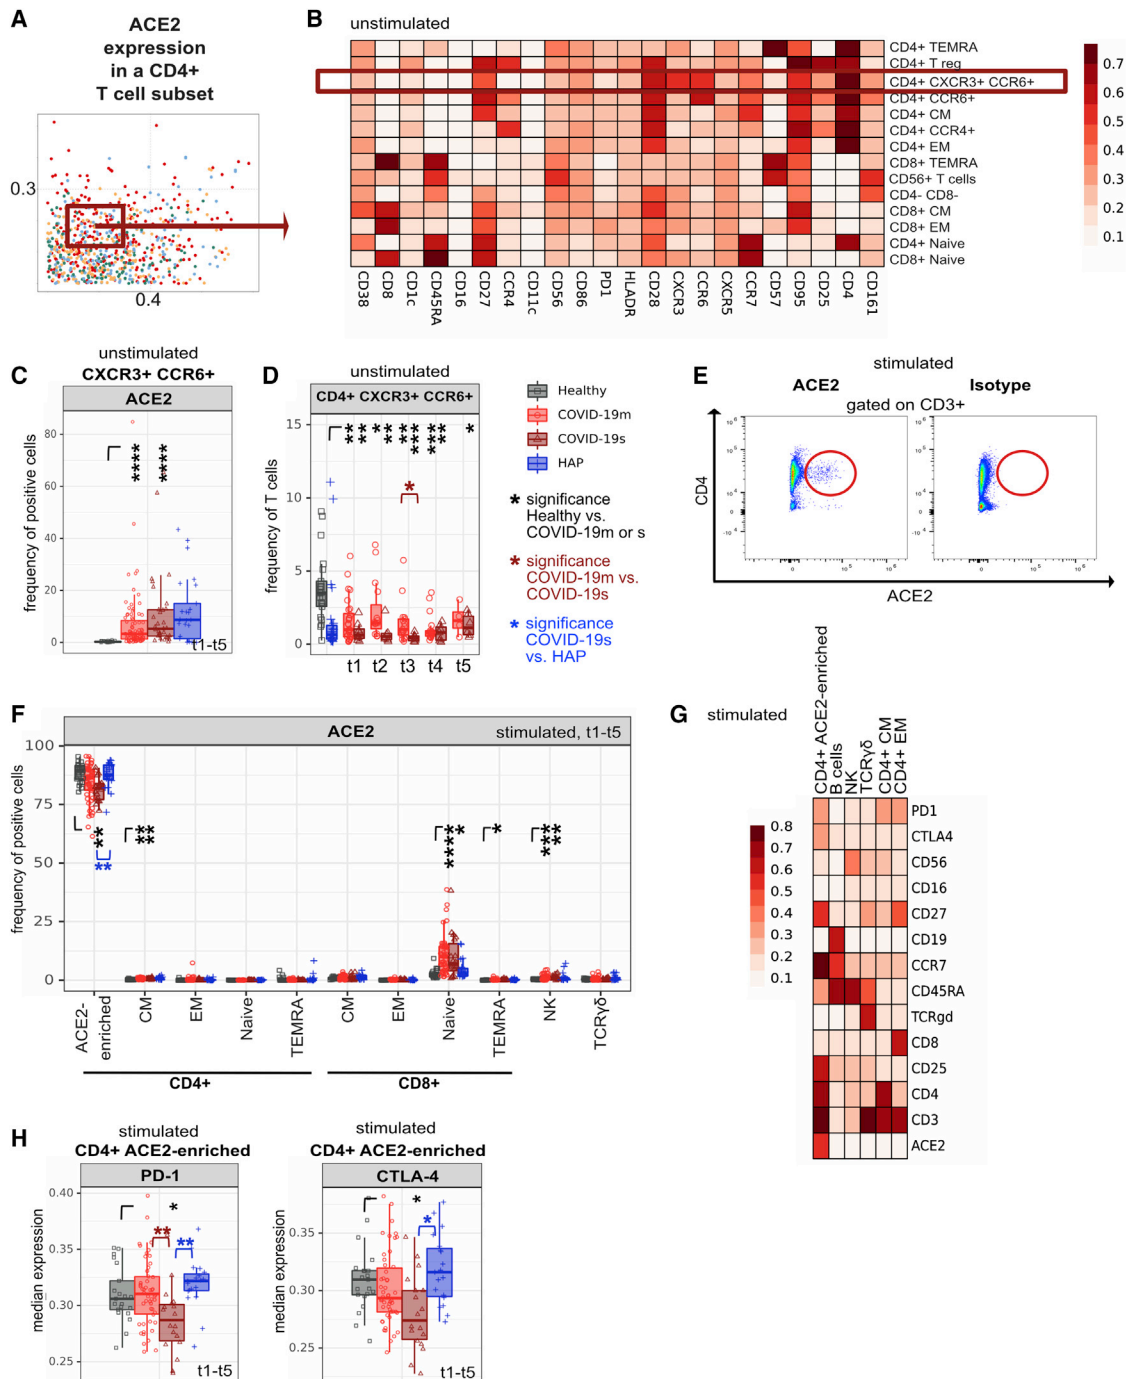 A
ACE2
expression
in a CD4+
T cell subset
0.3
0.4
B
unstimulated
CD4+ TEMRA
CD4+ T reg
CD4+ CXCR3+ CCR6+
CD4+ CCR6+
CD4+ CM
CD4+ CCR4+
CD4+ EM
CD8+ TEMRA
CD56+ T cells
CD4- CD8-
CD8+ CM
CD8+ EM
CD4+ Naive
CD8+ Naive
CD38
CD8
CD1c
CD45RA
CD16
CD27
CCR4
CD11c
CD56
CD86
PD1
HLADR
CD28
CXCR3
CCR6
CXCR5
CCR7
CD57
CD95
CD25
CD4
CD161
0.7
0.6
0.5
0.4
0.3
0.2
0.1
C
unstimulated
CXCR3+ CCR6+
ACE2
frequency of positive cells
80
60
40
20
0
****
****
t1-t5
D
unstimulated
CD4+ CXCR3+ CCR6+
frequency of T cells
15
10
5
0
t1
t2
t3
t4
t5
Healthy
COVID-19m
COVID-19s
HAP
* significance
Healthy vs.
COVID-19m or s
* significance
COVID-19m vs.
COVID-19s
* significance
COVID-19s
vs. HAP
E
stimulated
ACE2
Isotype
gated on CD3+
CD4
ACE2
F
ACE2
stimulated, t1-t5
frequency of positive cells
100
75
50
25
0
ACE2-
enriched
CM
EM
Naive
TEMRA
CM
EM
Naive
TEMRA
NK
TCRγδ
CD4+
CD8+
G
stimulated
CD4+ ACE2-enriched
B cells
NK
TCRγδ
CD4+ CM
CD4+ EM
PD1
CTLA4
CD56
CD16
CD27
CD19
CCR7
CD45RA
TCRgd
CD8
CD25
CD4
CD3
ACE2
0.8
0.7
0.6
0.5
0.4
0.3
0.2
0.1
H
stimulated
CD4+ ACE2-enriched
PD-1
median expression
0.40
0.35
0.30
0.25
*
**
**
t1-t5
stimulated
CD4+ ACE2-enriched
CTLA-4
median expression
0.35
0.30
0.25
*
*
t1-t5